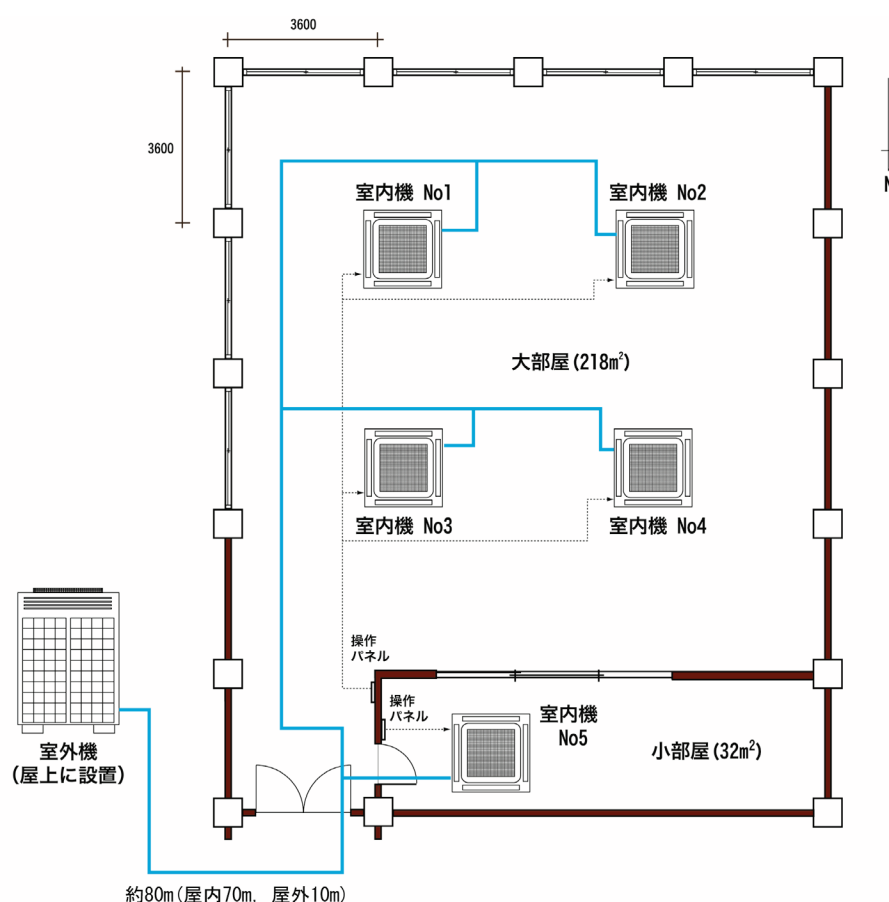 3600
3600
N
室内機 No1
室内機 No2
大部屋(218m²)
室内機 No3
室内機 No4
操作
パネル
操作
パネル
室内機
No5
小部屋(32m²)
室外機
(屋上に設置)
約80m(屋内70m, 屋外10m)